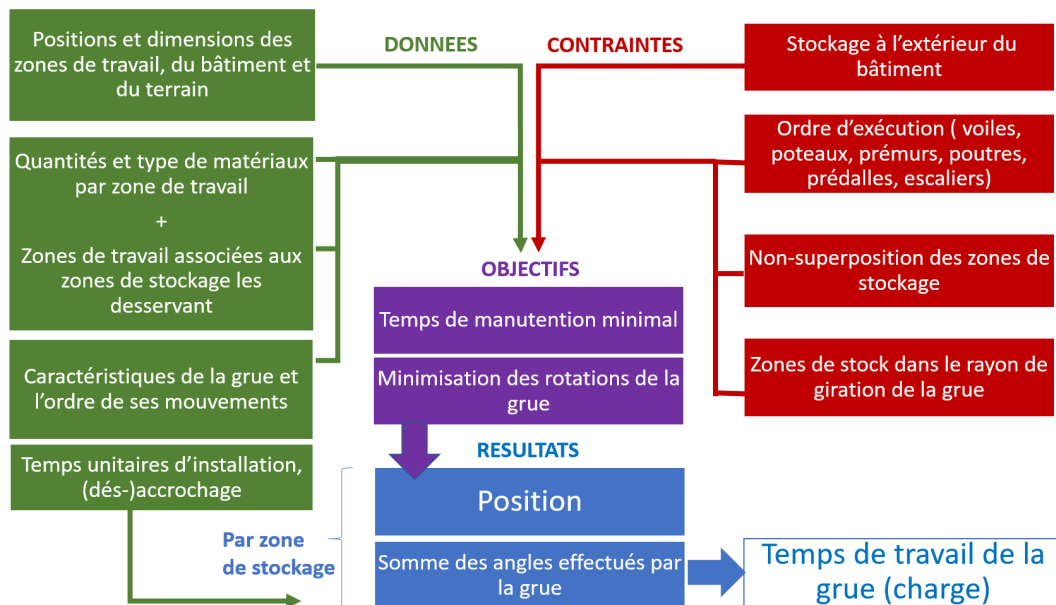 Positions et dimensions des
zones de travail, du bâtiment et
du terrain
Quantités et type de matériaux
par zone de travail
+
Zones de travail associées aux
zones de stockage les
desservant
Caractéristiques de la grue et
l’ordre de ses mouvements
Temps unitaires d’installation,
(dés-)accrochage
DONNEES
CONTRAINTES
Stockage à l’extérieur du
bâtiment
Ordre d’exécution ( voiles,
poteaux, prémurs, poutres,
prédalles, escaliers)
Non-superposition des zones de
stockage
Zones de stock dans le rayon de
giration de la grue
OBJECTIFS
Temps de manutention minimal
Minimisation des rotations de la
grue
RESULTATS
Par zone
de stockage
Position
Somme des angles effectués par
la grue
Temps de travail de la
grue (charge)